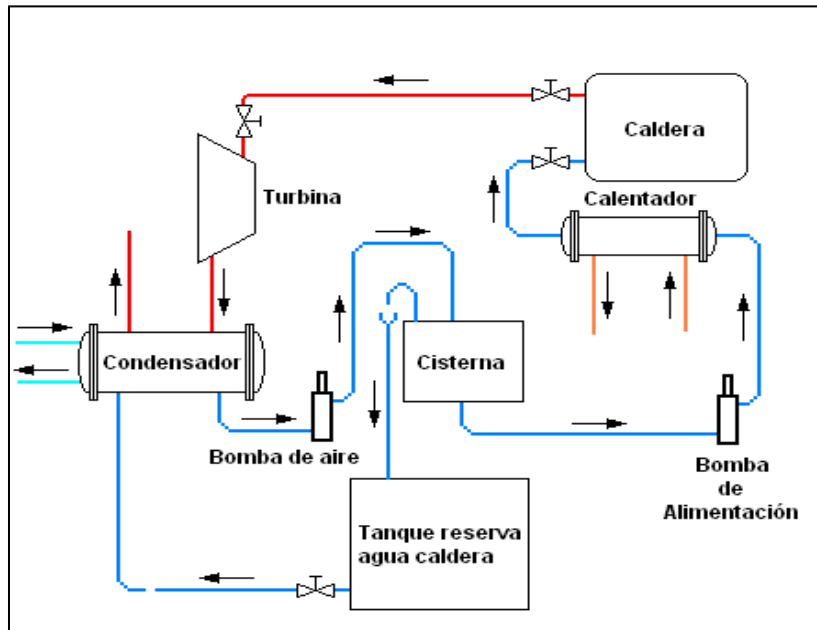 Caldera
Turbina
Calentador
Condensador
Cisterna
Bomba de aire
Bomba
de
Alimentación
Tanque reserva
agua caldera